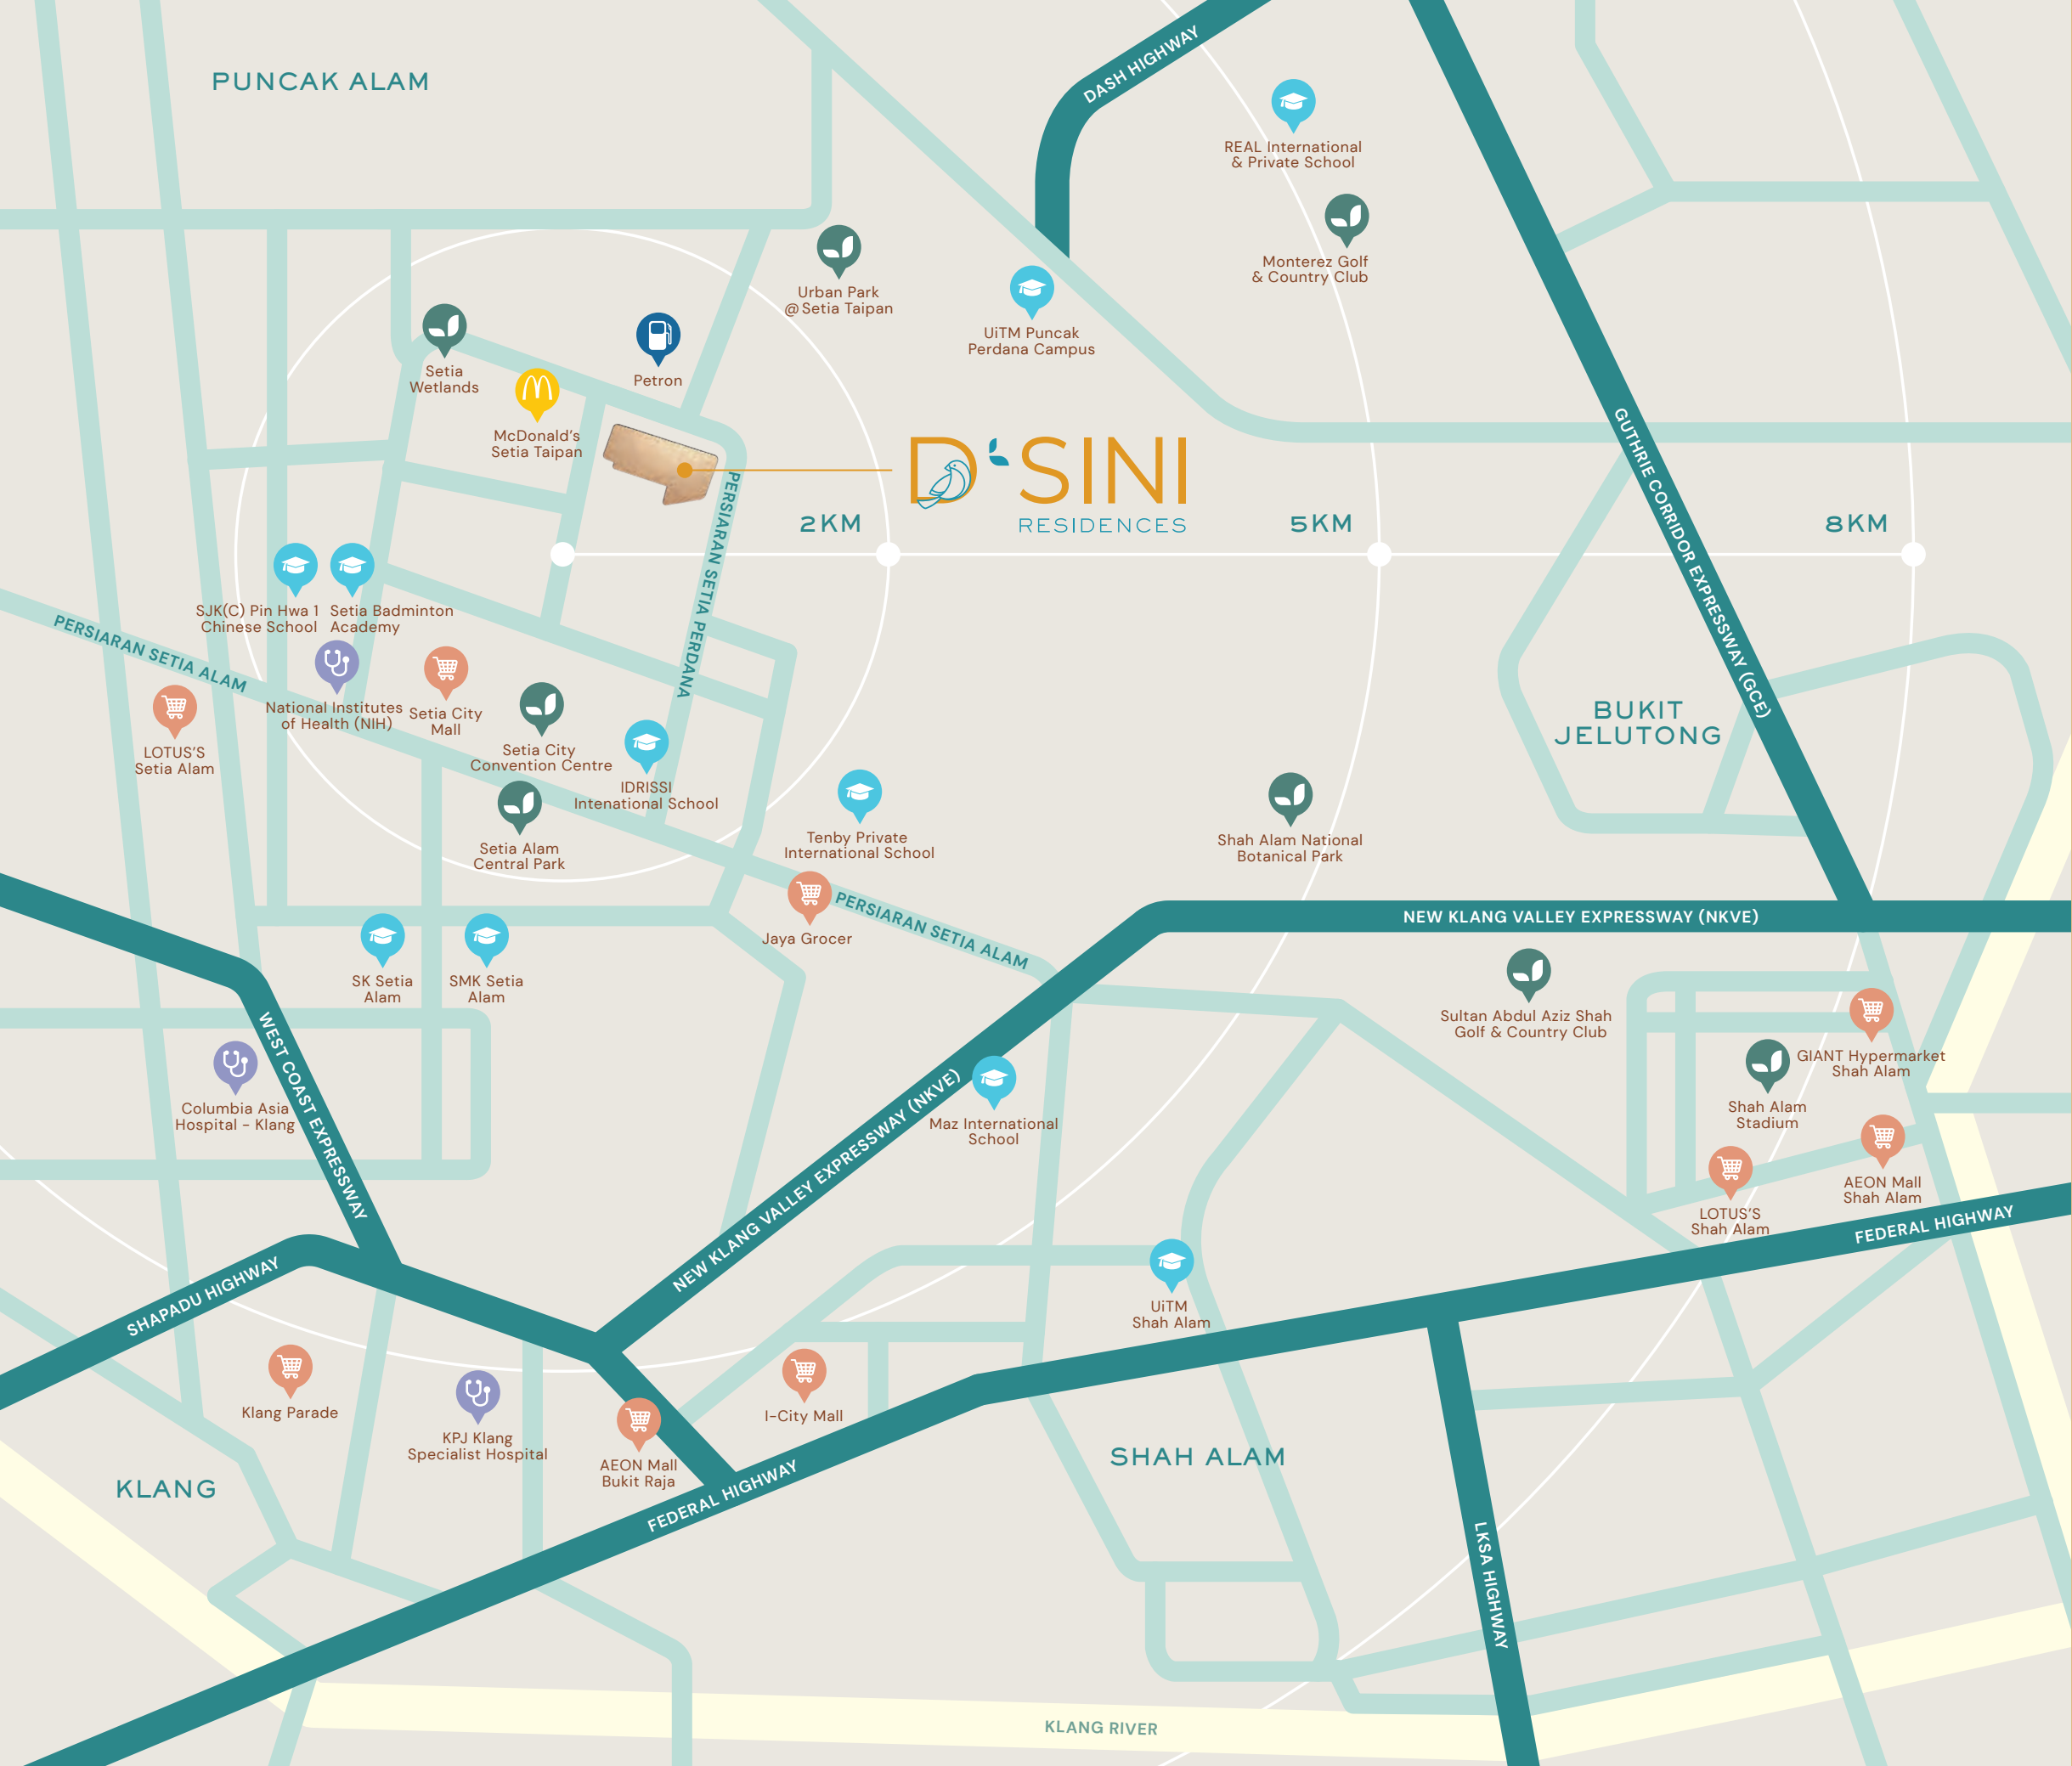 PUNCAK ALAM
DASH HIGHWAY
REAL International
& Private School
Monterez Golf
& Country Club
Urban Park
@ Setia Taipan
UiTM Puncak
Perdana Campus
Setia
Wetlands
Petron
McDonald's
Setia Taipan
D'SINI
RESIDENCES
PERSIARAN SETIA PERDANA
2KM
5KM
8KM
GUTHRIE CORRIDOR EXPRESSWAY (GCE)
SJK(C) Pin Hwa 1
Chinese School
Setia Badminton
Academy
PERSIARAN SETIA ALAM
National Institutes
of Health (NIH)
Setia City
Mall
LOTUS'S
Setia Alam
Setia City
Convention Centre
IDRISSI
Intenational School
BUKIT
JELUTONG
Setia Alam
Central Park
Tenby Private
International School
Shah Alam National
Botanical Park
Jaya Grocer
PERSIARAN SETIA ALAM
NEW KLANG VALLEY EXPRESSWAY (NKVE)
SK Setia
Alam
SMK Setia
Alam
Sultan Abdul Aziz Shah
Golf & Country Club
GIANT Hypermarket
Shah Alam
WEST COAST EXPRESSWAY
Columbia Asia
Hospital - Klang
Maz International
School
Shah Alam
Stadium
NEW KLANG VALLEY EXPRESSWAY (NKVE)
AEON Mall
Shah Alam
LOTUS'S
Shah Alam
FEDERAL HIGHWAY
SHAPADU HIGHWAY
UiTM
Shah Alam
Klang Parade
KPJ Klang
Specialist Hospital
I-City Mall
AEON Mall
Bukit Raja
SHAH ALAM
KLANG
FEDERAL HIGHWAY
LKSA HIGHWAY
KLANG RIVER